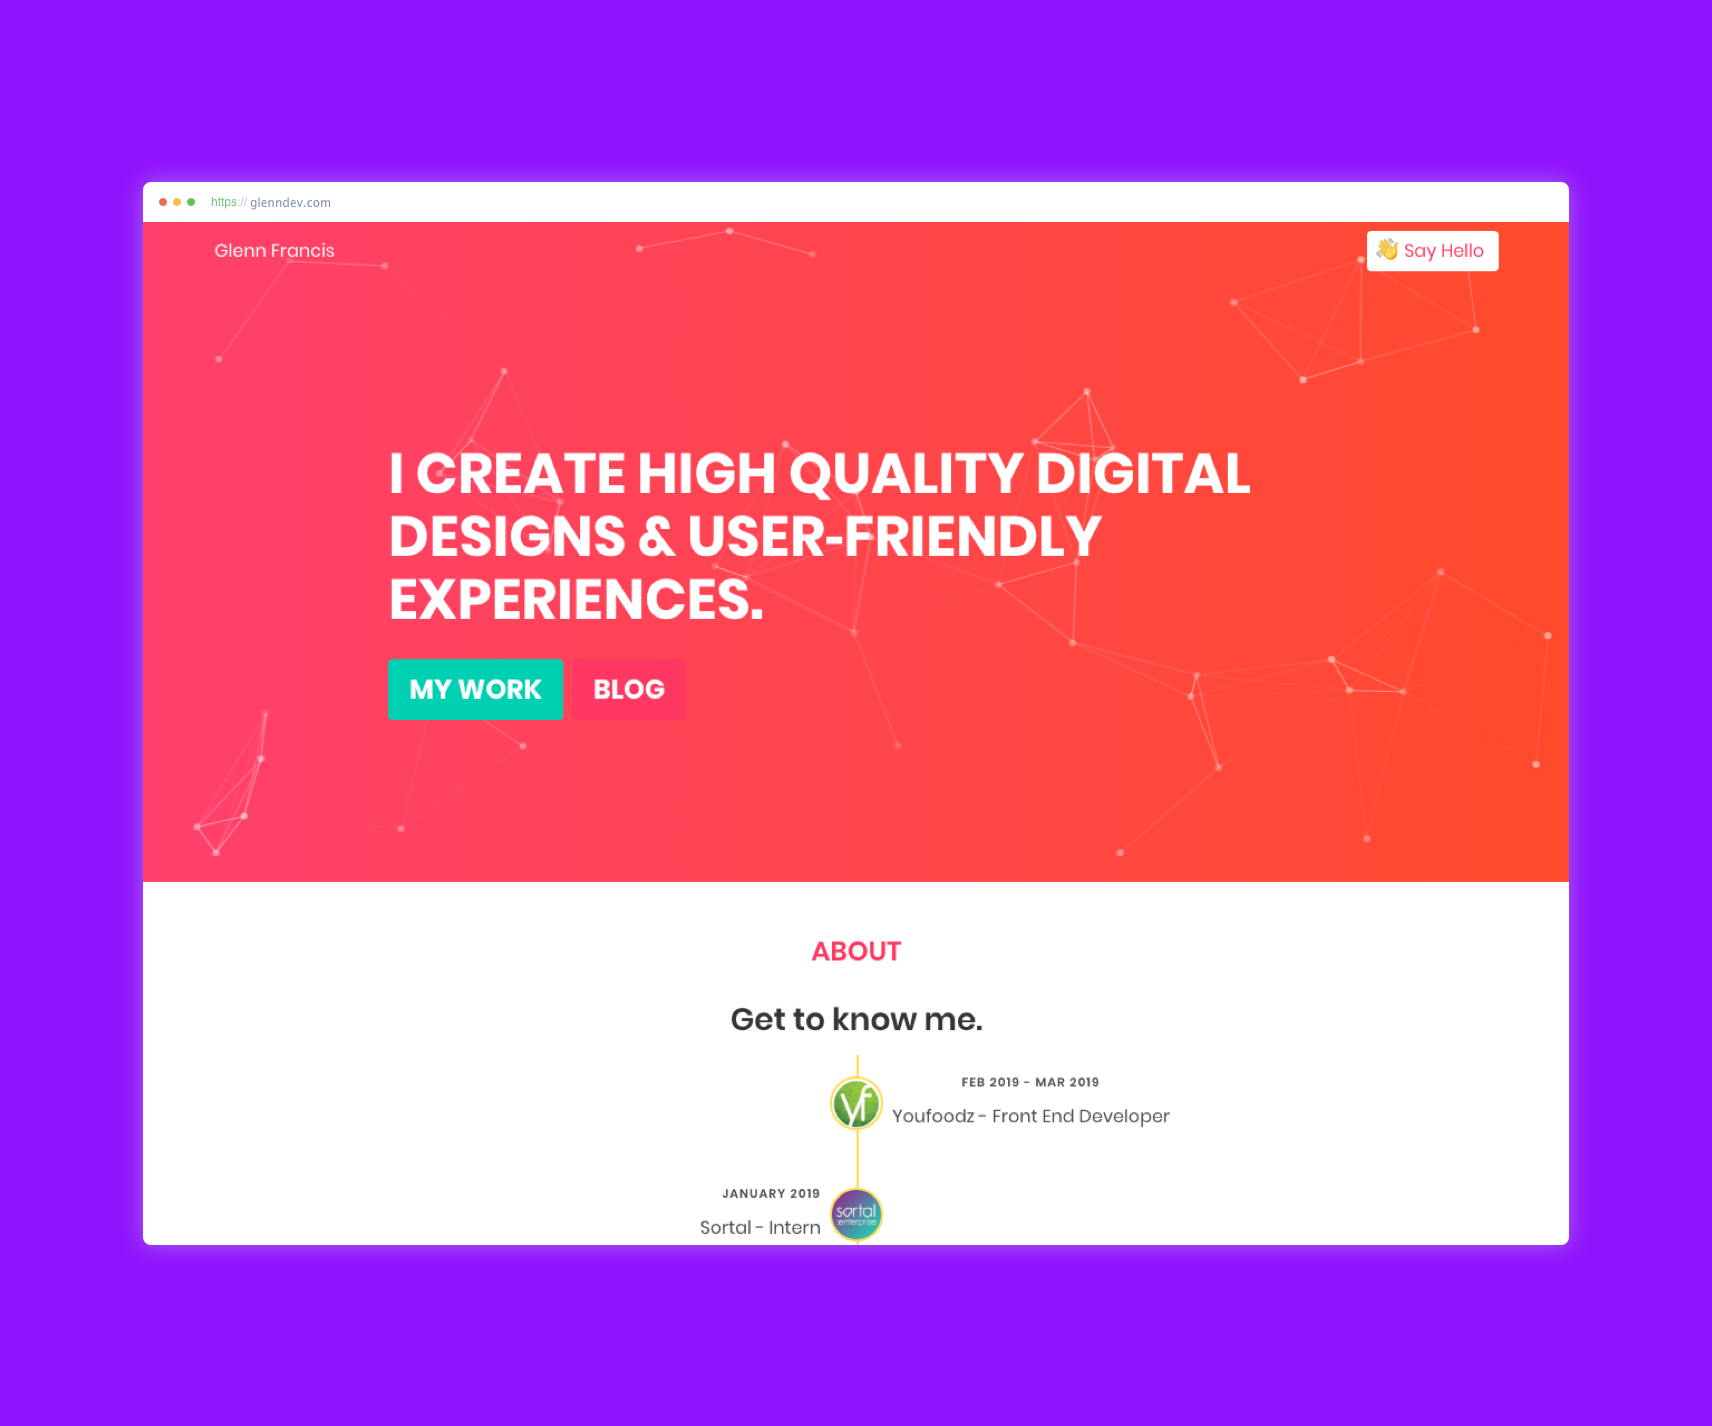 https:// glenndev.com
Glenn Francis
Say Hello
I CREATE HIGH QUALITY DIGITAL
DESIGNS & USER-FRIENDLY
EXPERIENCES.
MY WORK
BLOG
ABOUT
Get to know me.
yf
FEB 2019 - MAR 2019
Youfoodz - Front End Developer
JANUARY 2019
Sortal - Intern
sortal
enterprise